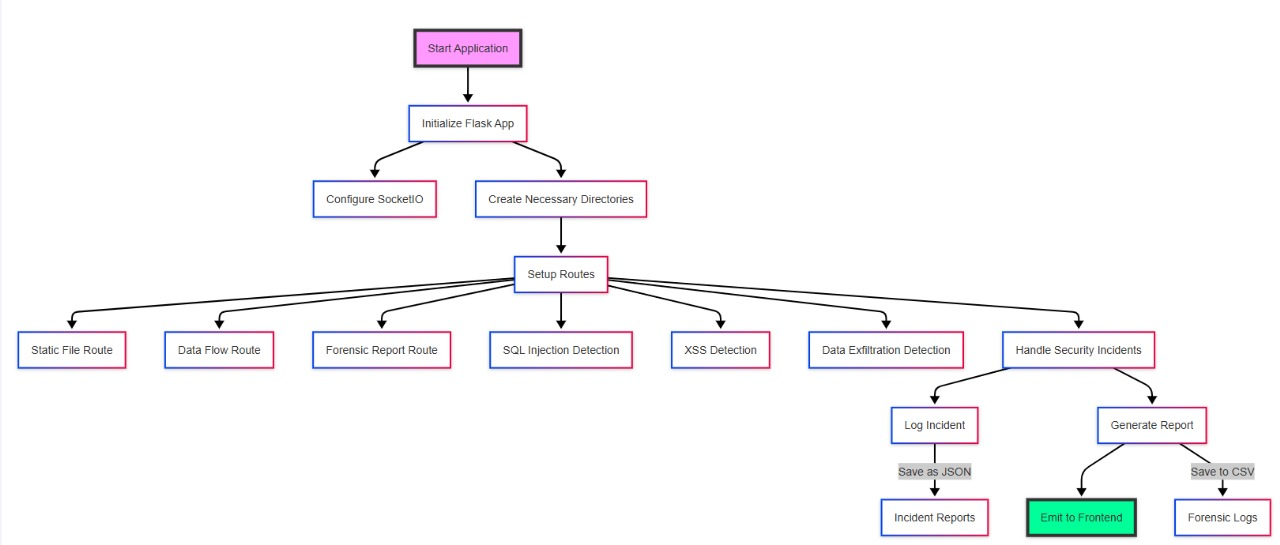 Start Application
Initialize Flask App
Configure SocketIO
Create Necessary Directories
Setup Routes
Static File Route
Data Flow Route
Forensic Report Route
SQL Injection Detection
XSS Detection
Data Exfiltration Detection
Handle Security Incidents
Log Incident
Generate Report
Save as JSON
Save to CSV
Incident Reports
Emit to Frontend
Forensic Logs